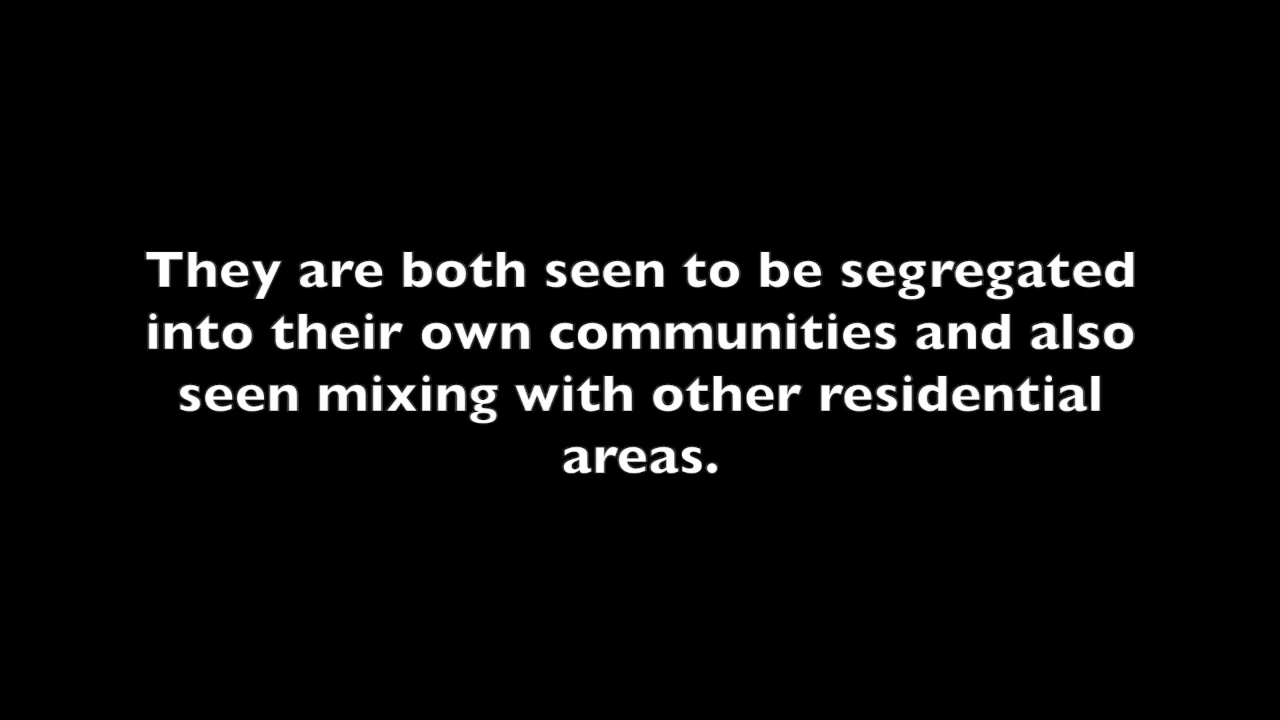 They are both seen to be segregated
into their own communities and also
seen mixing with other residential
areas.